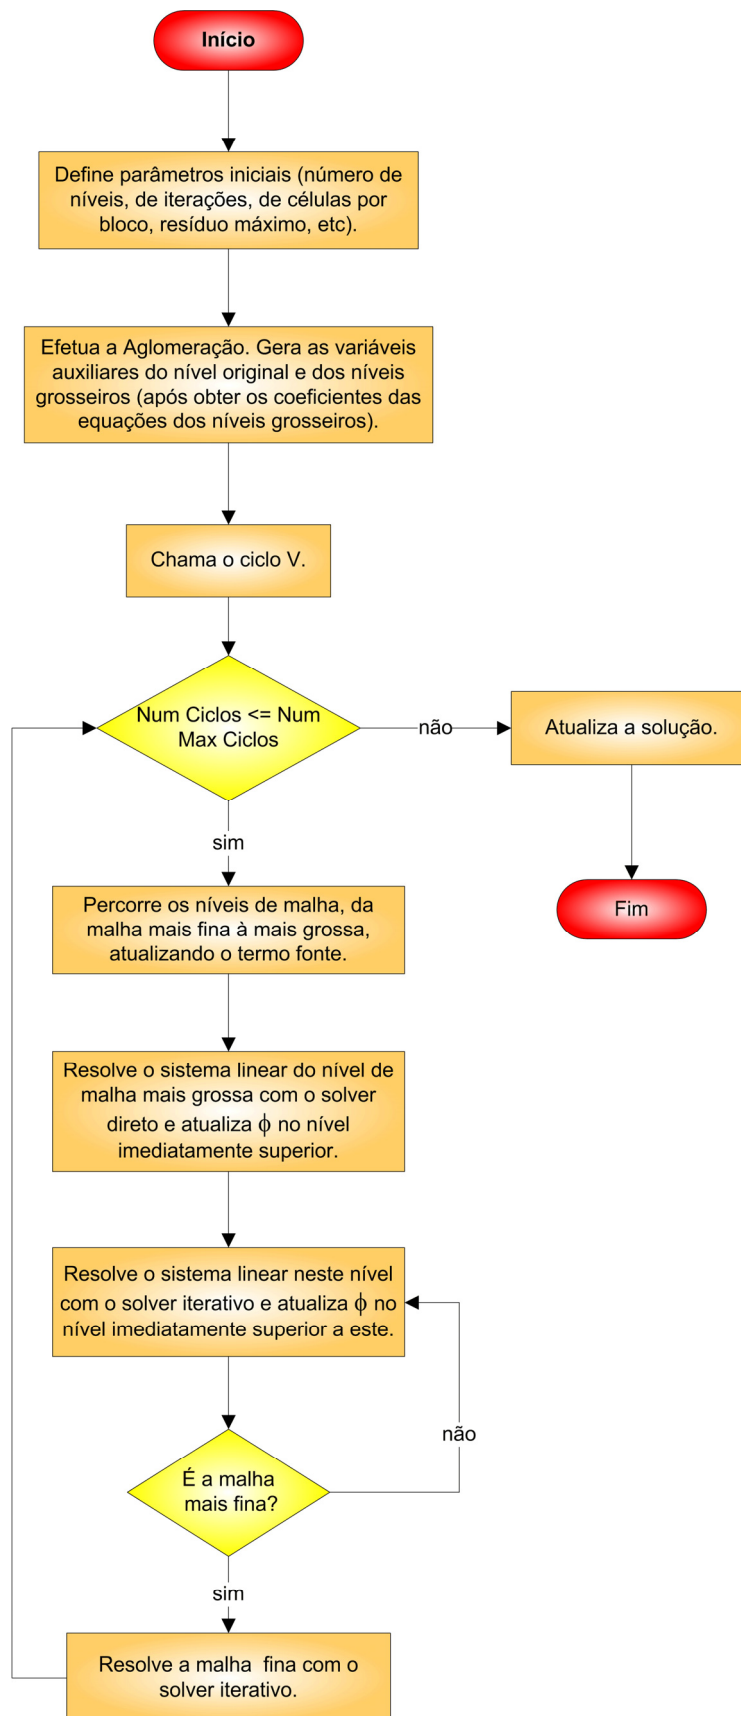 Início
Define parâmetros iniciais (número de
níveis, de iterações, de células por
bloco, resíduo máximo, etc).
Efetua a Aglomeração. Gera as variáveis
auxiliares do nível original e dos níveis
grosseiros (após obter os coeficientes das
equações dos níveis grosseiros).
Chama o ciclo V.
Num Ciclos <= Num
Max Ciclos
não
Atualiza a solução.
Fim
sim
Percorre os níveis de malha, da
malha mais fina à mais grossa,
atualizando o termo fonte.
Resolve o sistema linear do nível de
malha mais grossa com o solver
direto e atualiza ϕ no nível
imediatamente superior.
Resolve o sistema linear neste nível
com o solver iterativo e atualiza ϕ no
nível imediatamente superior a este.
não
É a malha
mais fina?
sim
Resolve a malha fina com o
solver iterativo.